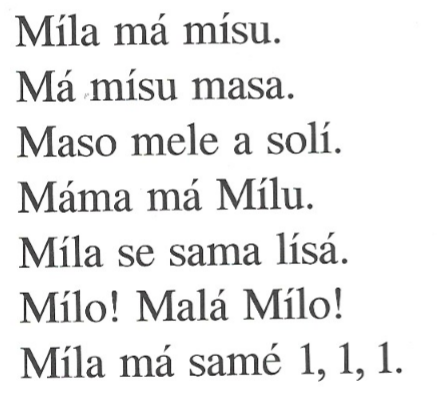 Míla má mísu.
Má mísu masa.
Maso mele a solí.
Máma má Mílu.
Míla se sama lísá.
Mílo! Malá Mílo!
Míla má samé 1, 1, 1.